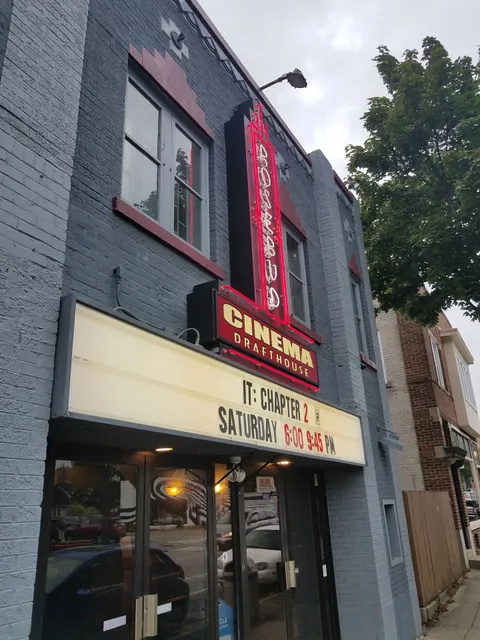 ROSEBUD
CINEMA
DRAFTHOUSE
IT: CHAPTER 2 R
SATURDAY 6:00 9:45 PM